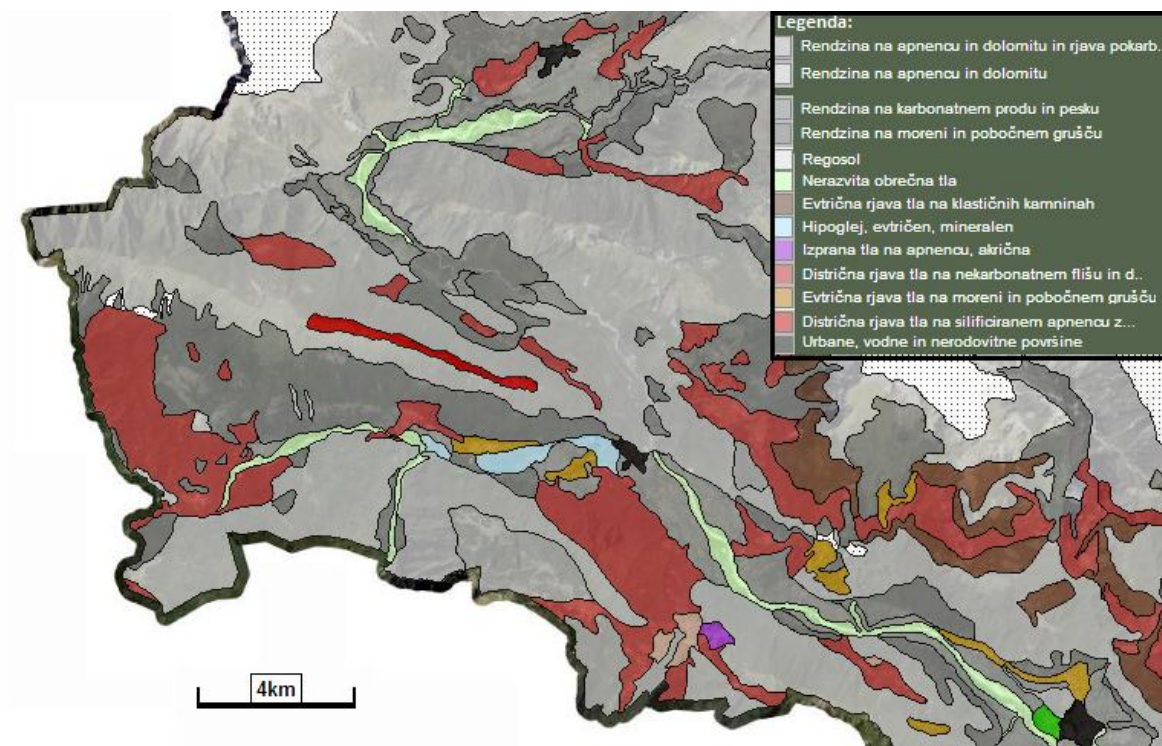 Legenda:
Rendzina na apnencu in dolomitu in rjava pokarb.
Rendzina na apnencu in dolomitu
Rendzina na karbonatnem produ in pesku
Rendzina na moreni in pobočnem grušču
Regosol
Nerazvita obrečna tla
Evtrična rjava tla na klastičnih kamninah
Hipoglej, evtričen, mineralen
Izprana tla na apnencu, akrična
Distrična rjava tla na nekarbonatnem flišu in d..
Evtrična rjava tla na moreni in pobočnem grušču
Distrična rjava tla na silificiranem apnencu z...
Urbane, vodne in nerodovitne površine
4km